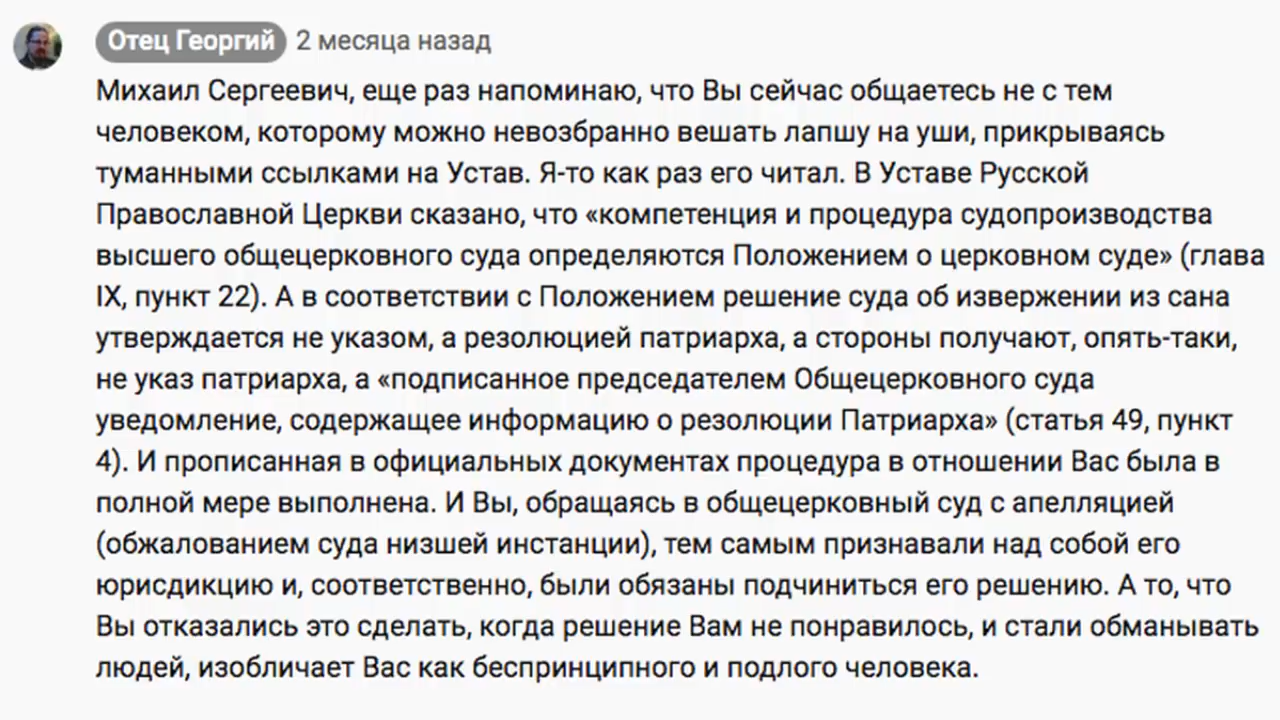 Отец Георгий 2 месяца назад
Михаил Сергеевич, еще раз напоминаю, что Вы сейчас общаетесь не с тем
человеком, которому можно невозбранно вешать лапшу на уши, прикрываясь
туманными ссылками на Устав. Я-то как раз его читал. В Уставе Русской
Православной Церкви сказано, что «компетенция и процедура судопроизводства
высшего общецерковного суда определяются Положением о церковном суде» (глава
IX, пункт 22). А в соответствии с Положением решение суда об извержении из сана
утверждается не указом, а резолюцией патриарха, а стороны получают, опять-таки,
не указ патриарха, а «подписанное председателем Общецерковного суда
уведомление, содержащее информацию о резолюции Патриарха» (статья 49, пункт
4). И прописанная в официальных документах процедура в отношении Вас была в
полной мере выполнена. И Вы, обращаясь в общецерковный суд с апелляцией
(обжалованием суда низшей инстанции), тем самым признавали над собой его
юрисдикцию и, соответственно, были обязаны подчиниться его решению. А то, что
Вы отказались это сделать, когда решение Вам не понравилось, и стали обманывать
людей, изобличает Вас как беспринципного и подлого человека.